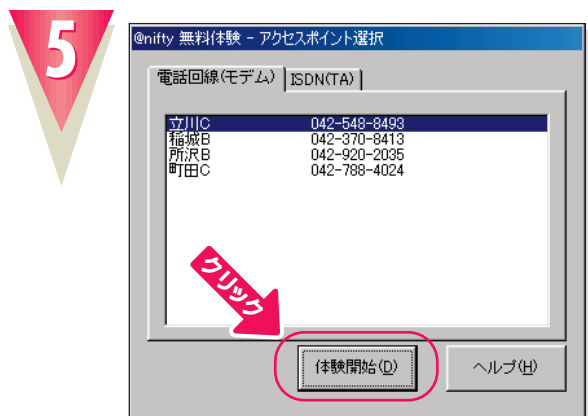 5
@nifty 無料体験 - アクセスポイント選択
電話回線(モデム) ISDN(TA)
立川C 042-548-8493
稲城B 042-370-8413
所沢B 042-920-2035
町田C 042-788-4024
クリック
体験開始(D) ヘルプ(H)